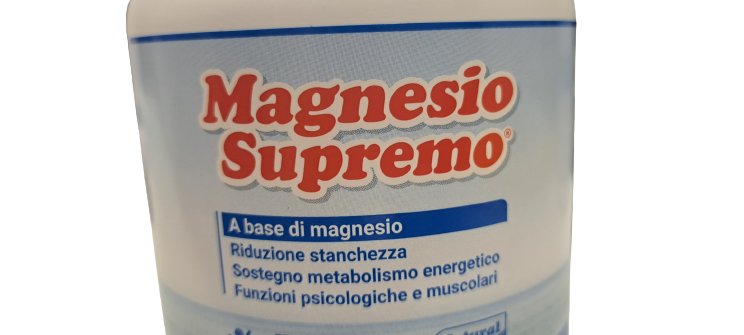 Magnesio
Supremo®
A base di magnesio
Riduzione stanchezza
Sostegno metabolismo energetico
Funzioni psicologiche e muscolari